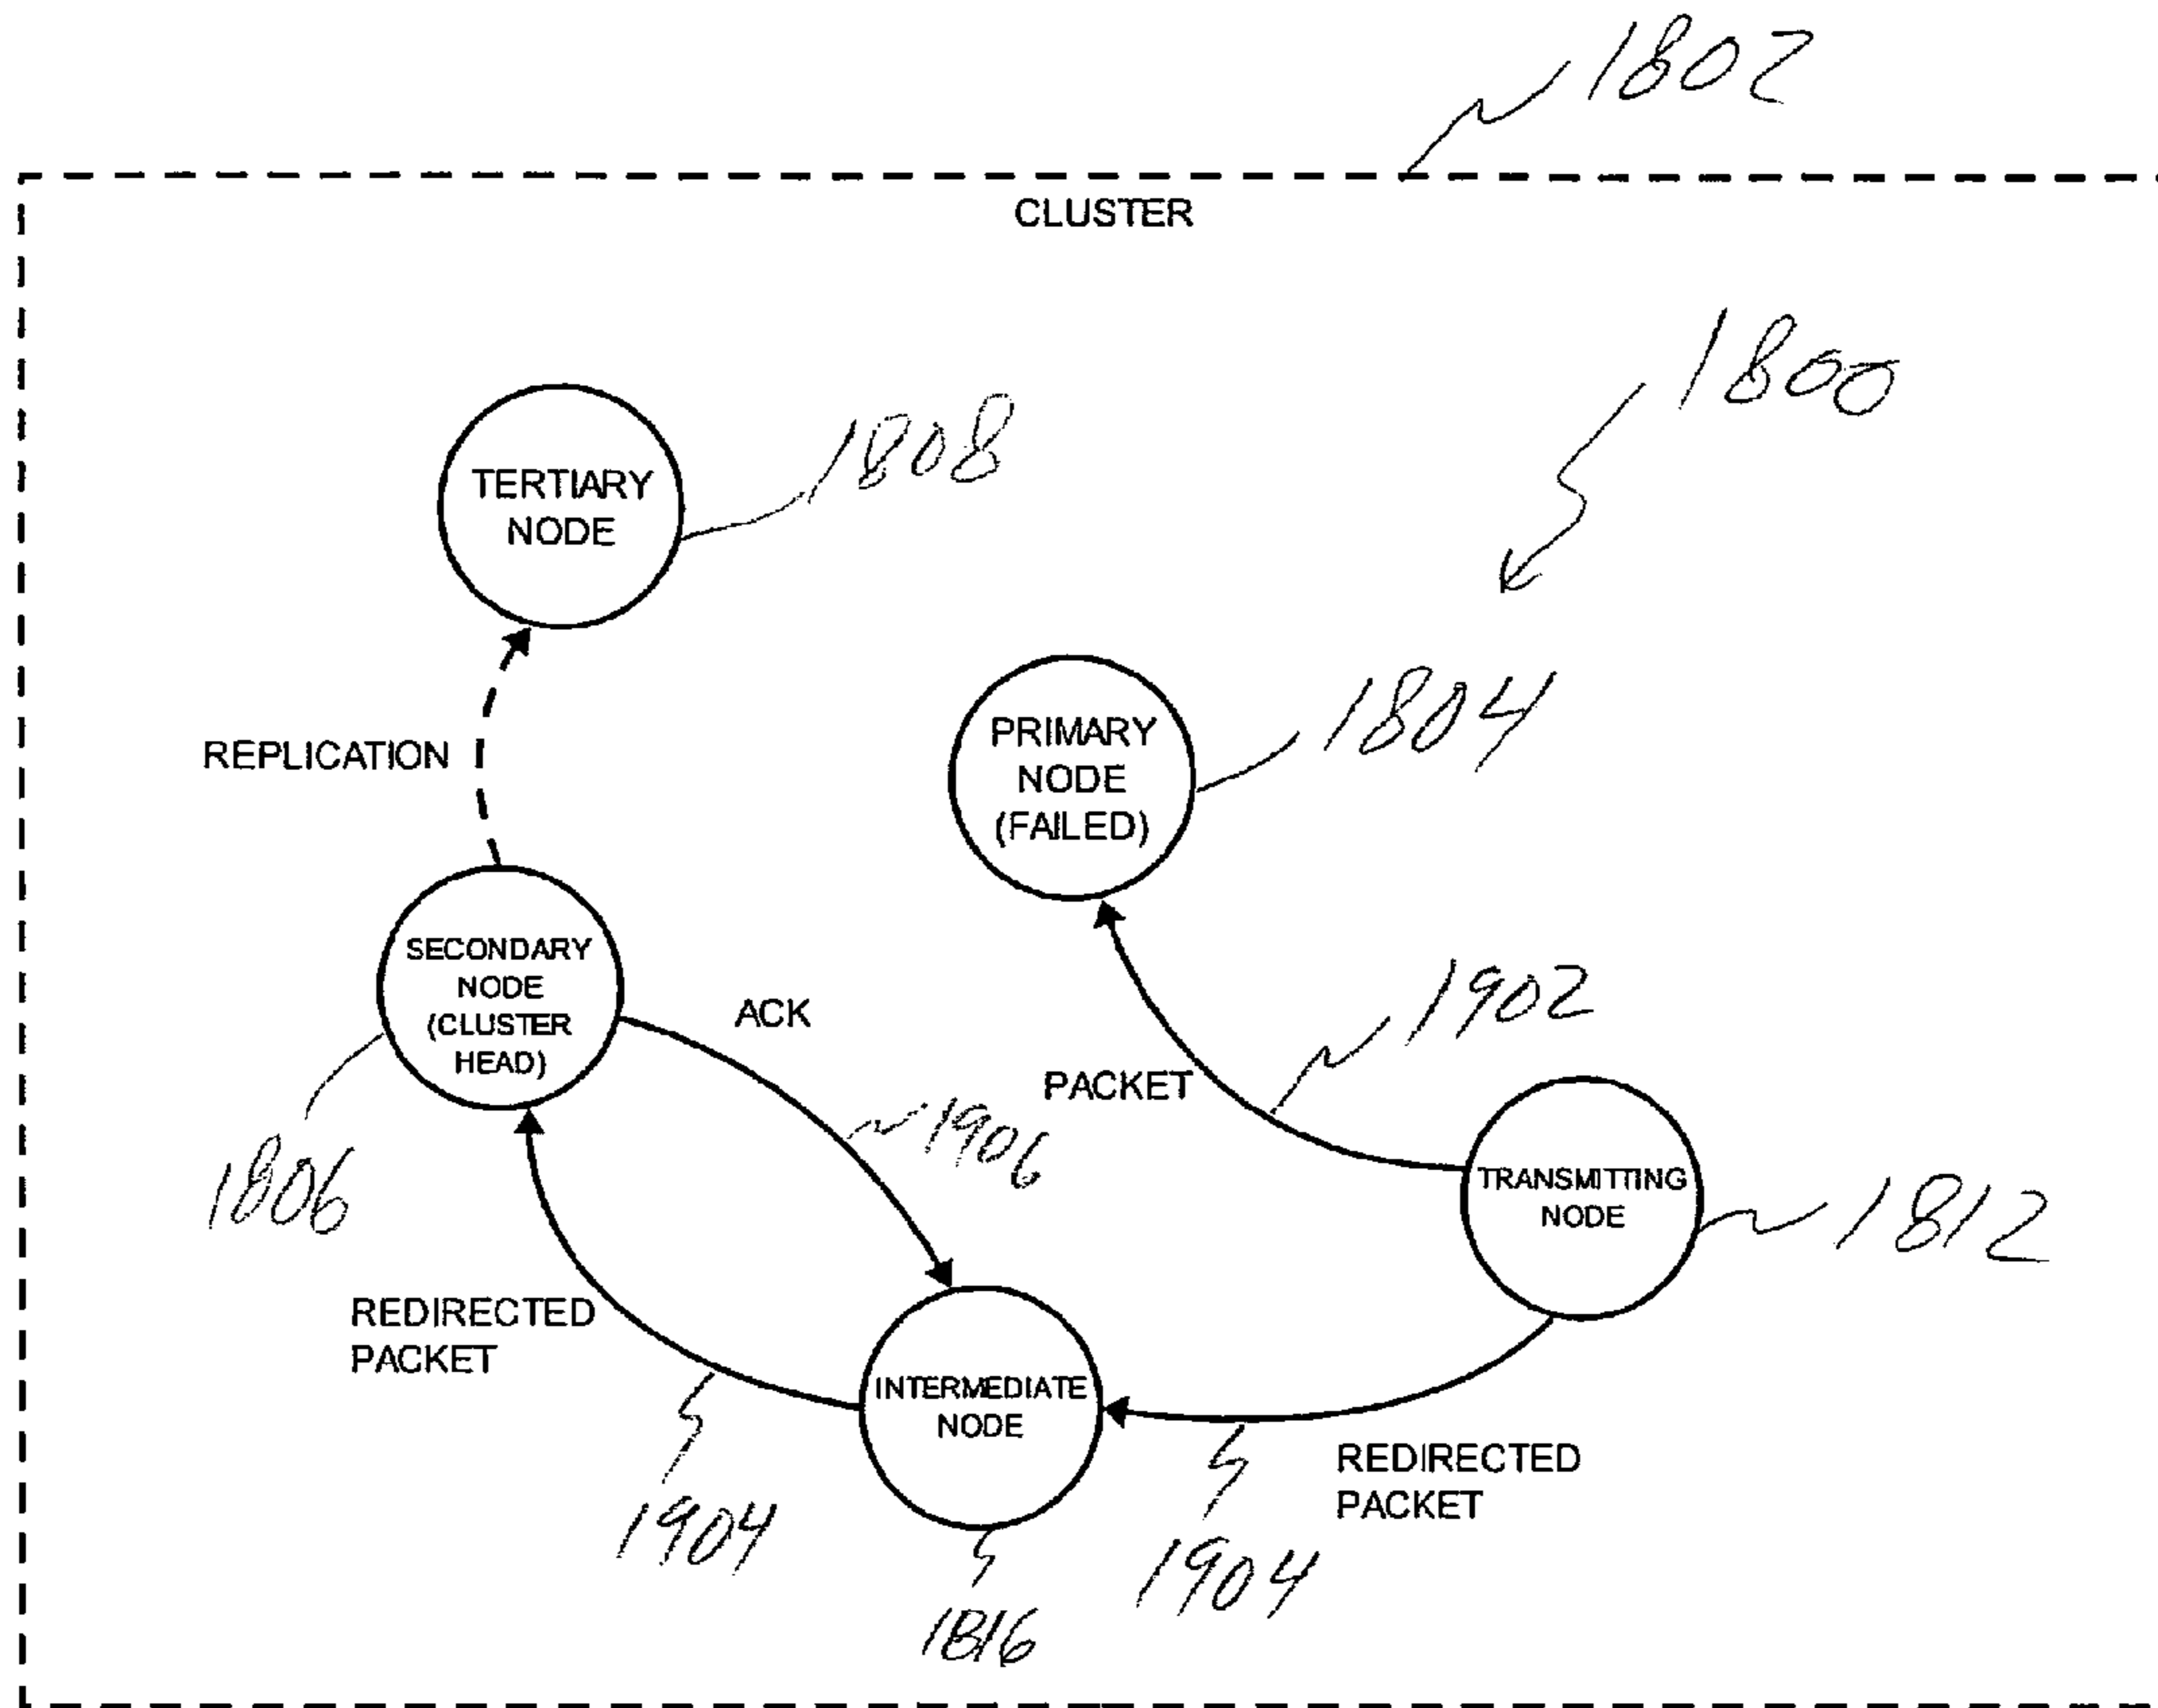 1802
CLUSTER
1800
TERTIARY
NODE
1808
PRIMARY
NODE
(FAILED)
1804
REPLICATION
SECONDARY
NODE
(CLUSTER
HEAD)
1806
ACK
1906
PACKET
1902
TRANSMITTING
NODE
1812
REDIRECTED
PACKET
1904
INTERMEDIATE
NODE
1816
REDIRECTED
PACKET
1904